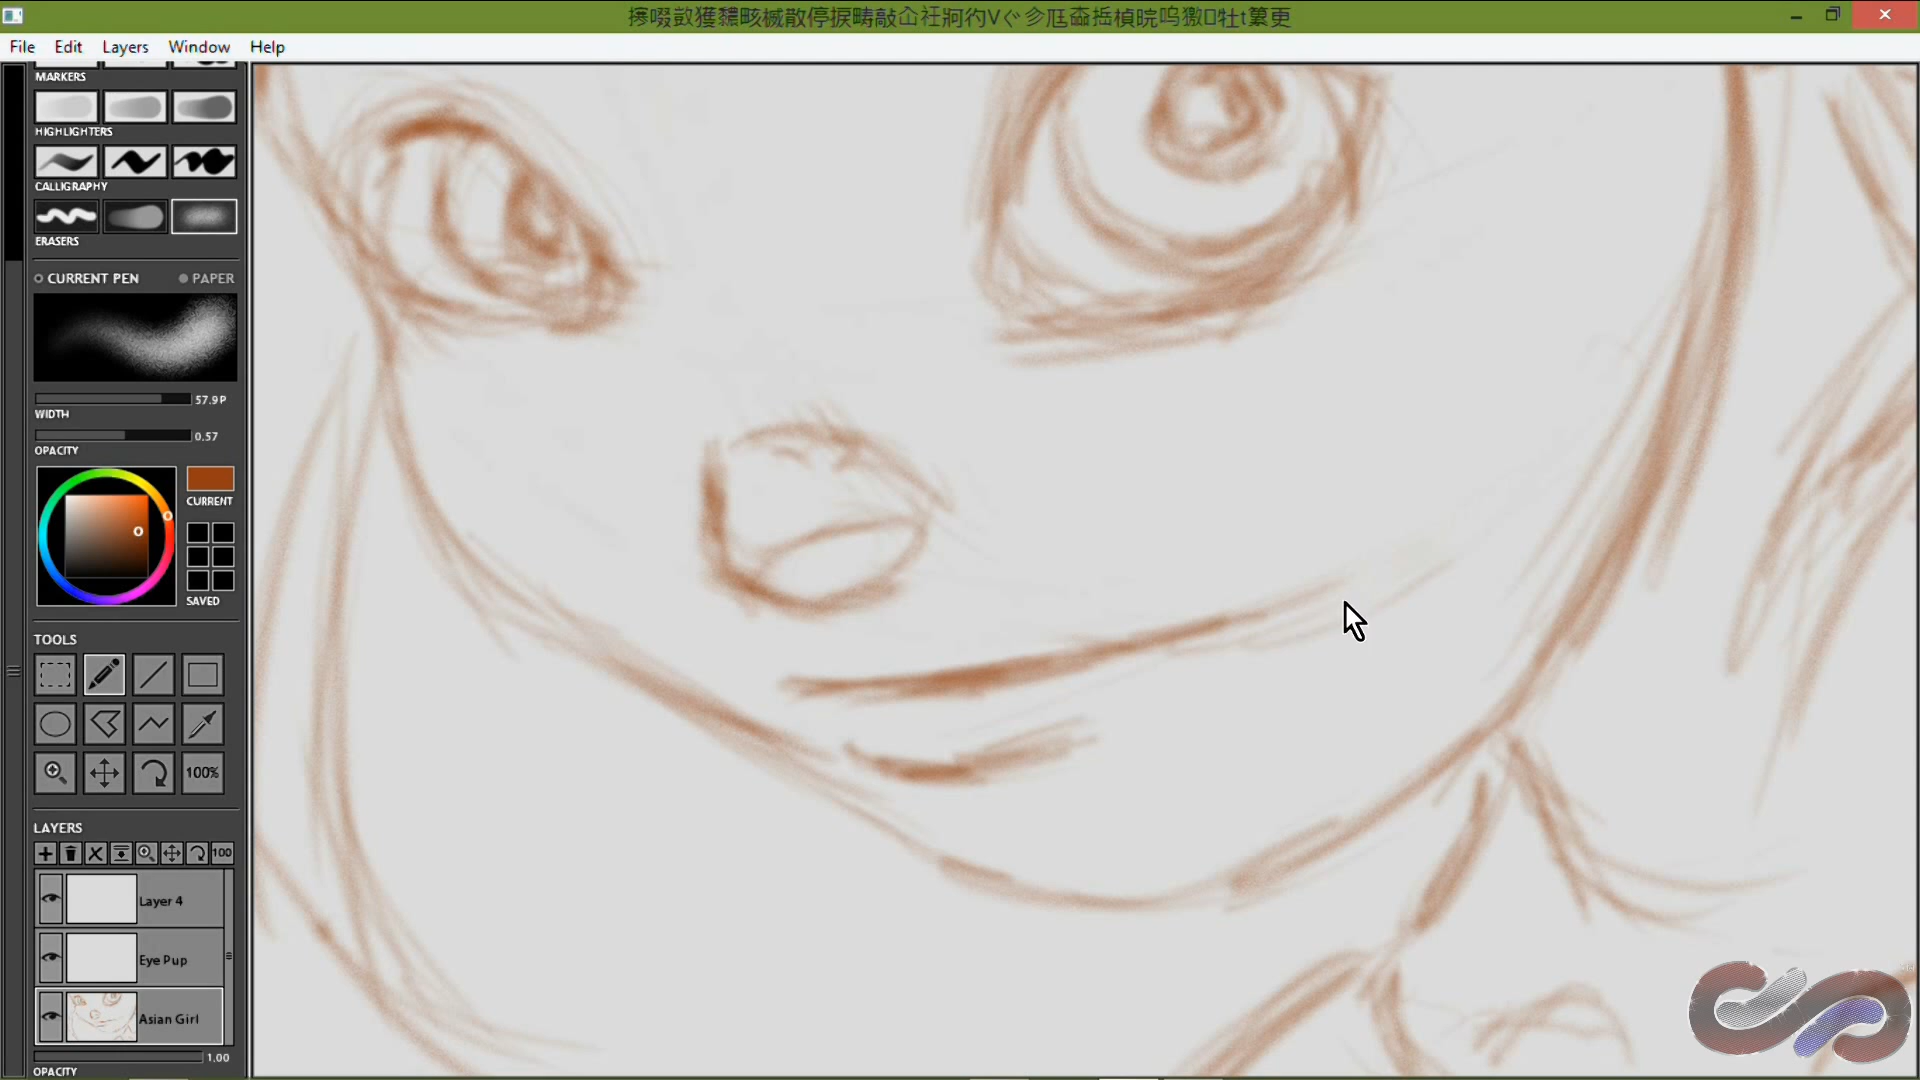 File Edit Layers Window Help
MARKERS
HIGHLIGHTERS
CALLIGRAPHY
ERASERS
CURRENT PEN PAPER
57.9P
WIDTH
0.57
OPACITY
CURRENT
SAVED
TOOLS
100%
LAYERS
100
Layer 4
Eye Pup
Asian Girl
1.00
OPACITY